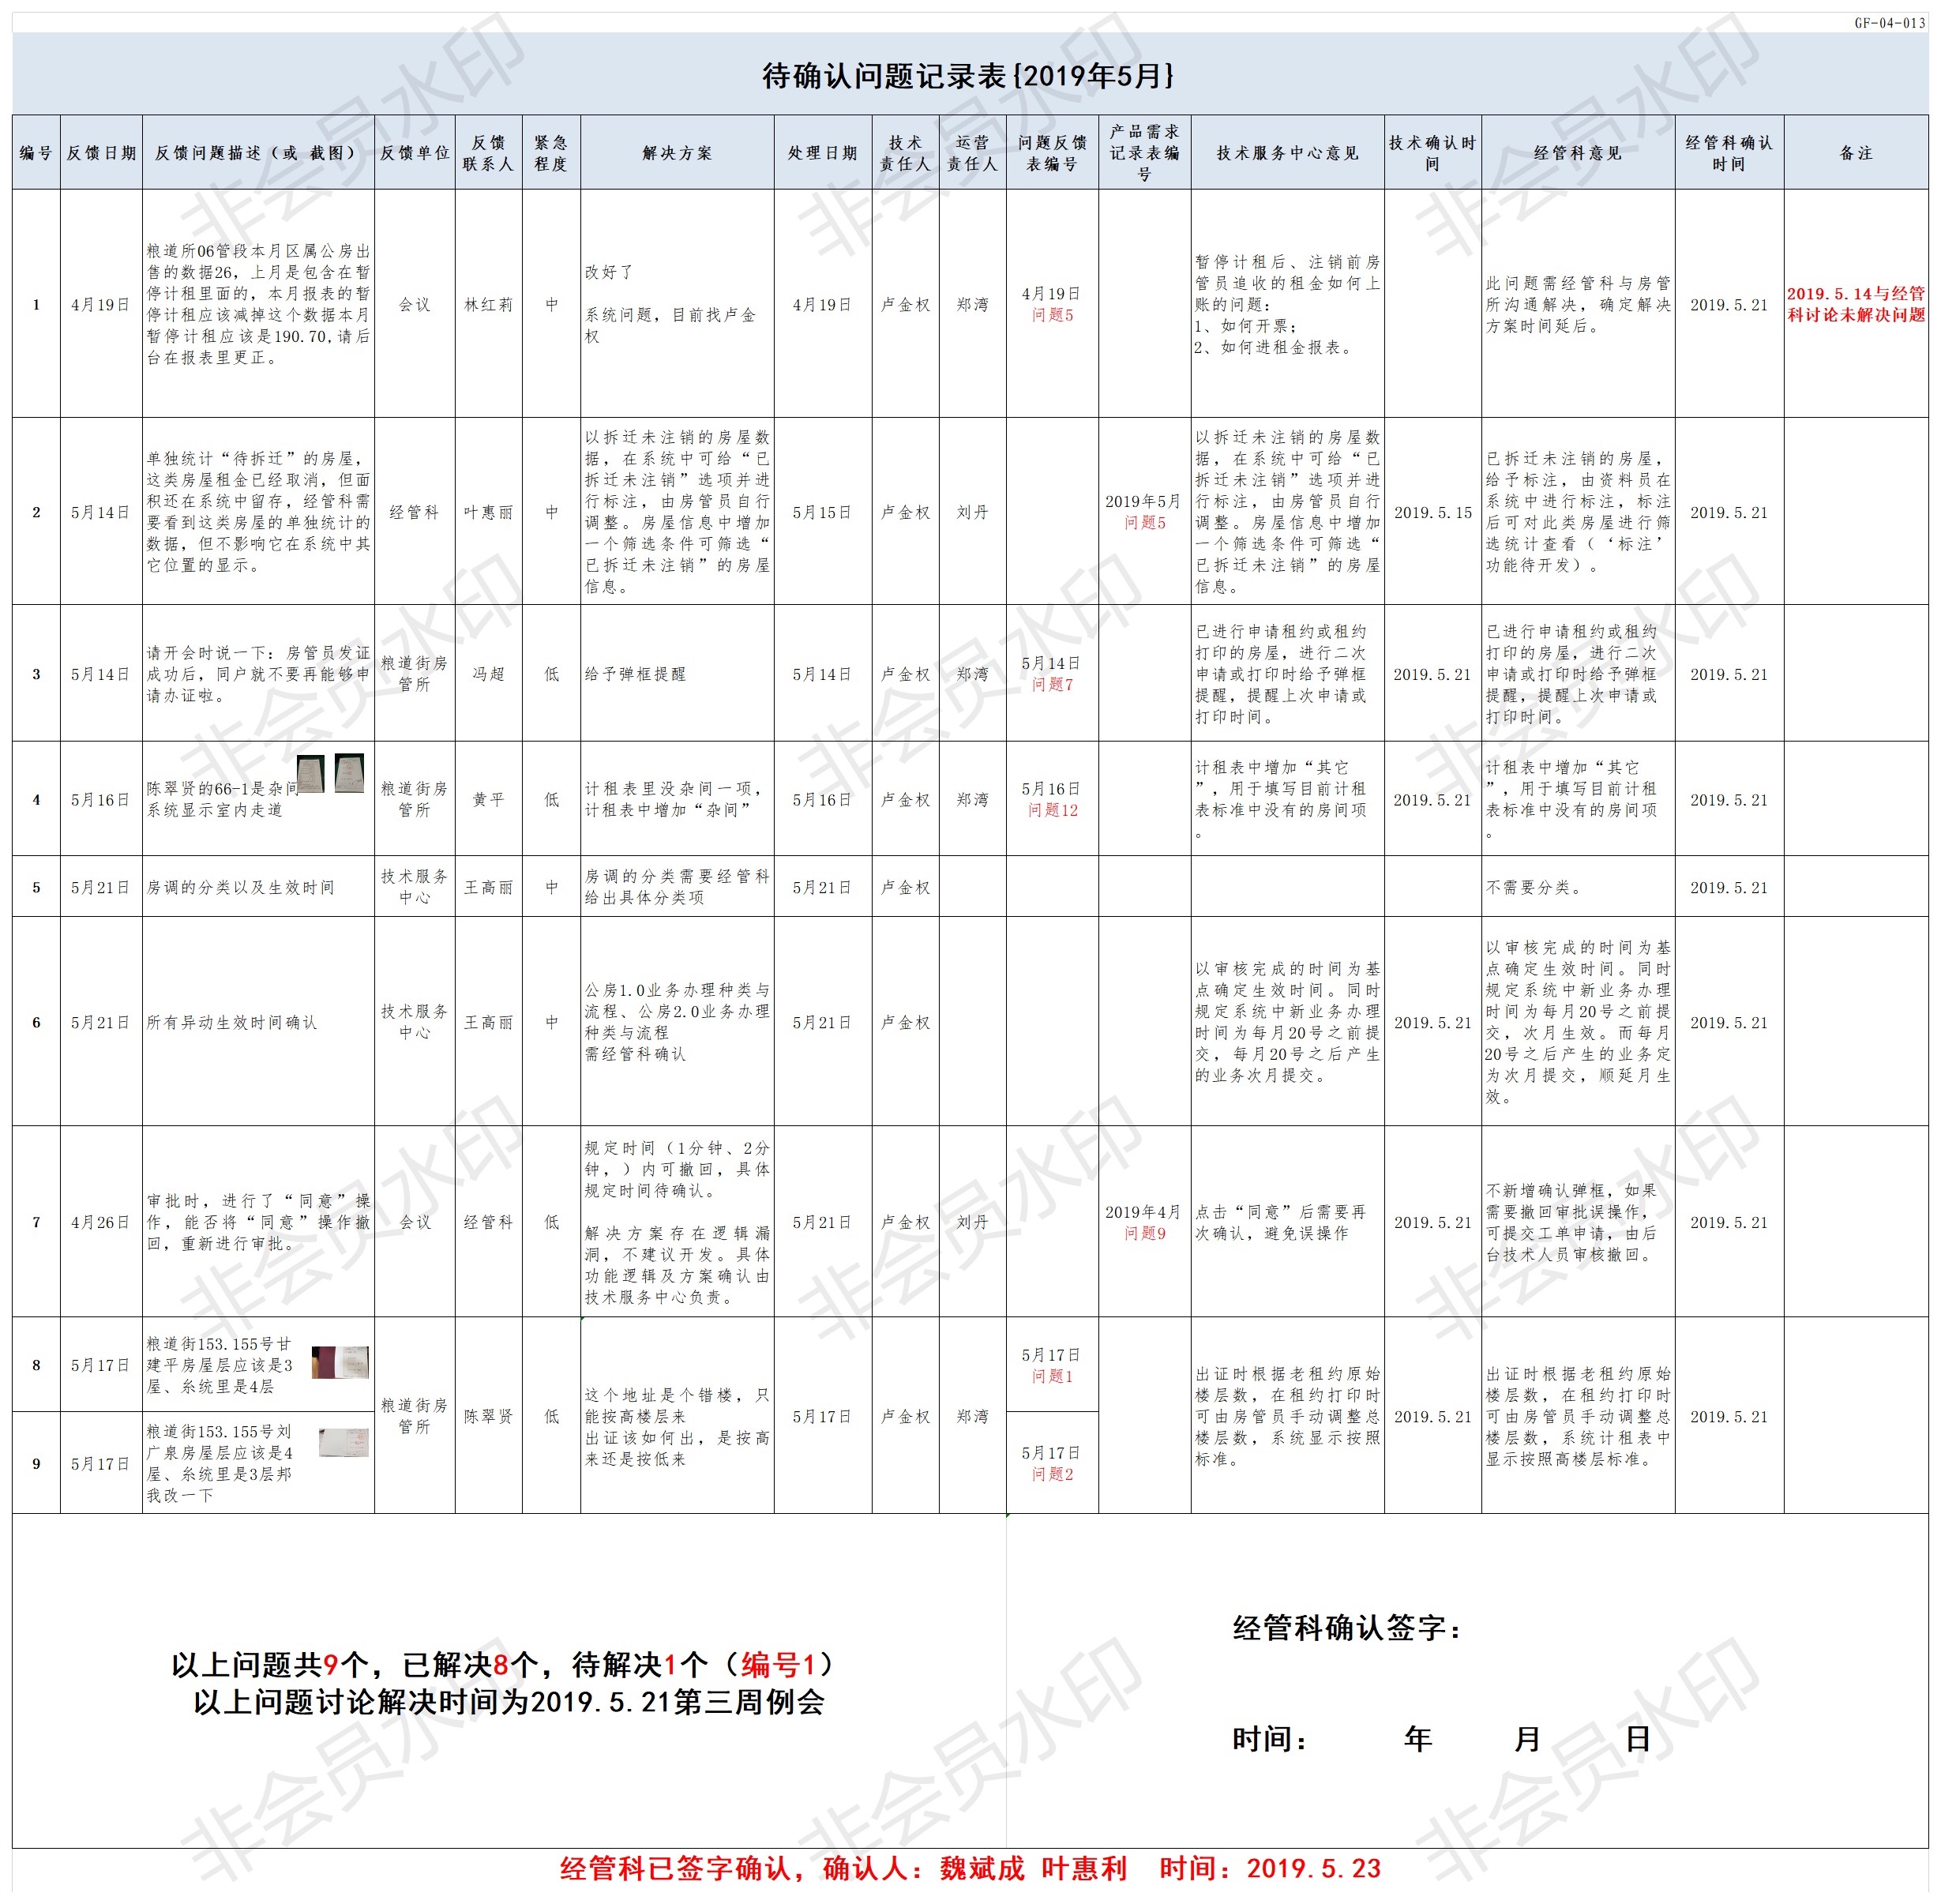 GF-04-013
待确认问题记录表{2019年5月}
编号 反馈日期 反馈问题描述（或 截图） 反馈单位 反馈 联系人 紧急 程度 解决方案 处理日期 技术 责任人 运营 责任人 问题反馈 表编号 产品需求 记录表编 号 技术服务中心意见 技术确认时 间 经管科意见 经管科确认 时间 备注
1
4月19日
粮道所06管段本月区属公房出
售的数据26，上月是包含在暂
停计租里面的，本月报表的暂
停计租应该减掉这个数据本月
暂停计租应该是190.70,请后
台在报表里更正。
会议
林红莉
中
改好了
系统问题，目前找卢金
权
4月19日
卢金权
郑湾
4月19日
问题5
暂停计租后、注销前房
管员追收的租金如何上
账的问题：
1、如何开票；
2、如何进租金报表。
此问题需经管科与房管
所沟通解决，确定解决
方案时间延后。
2019.5.21
2019.5.14与经管
科讨论未解决问题
2
5月14日
单独统计“待拆迁”的房屋，
这类房屋租金已经取消，但面
积还在系统中留存，经管科需
要看到这类房屋的单独统计的
数据，但不影响它在系统中其
它位置的显示。
经管科
叶惠丽
中
以拆迁未注销的房屋数
据，在系统中可给“已
拆迁未注销”选项并进
行标注，由房管员自行
调整。房屋信息中增加
一个筛选条件可筛选“
已拆迁未注销”的房屋
信息。
5月15日
卢金权
刘丹
2019年5月
问题5
以拆迁未注销的房屋数
据，在系统中可给“已
拆迁未注销”选项并进
行标注，由房管员自行
调整。房屋信息中增加
一个筛选条件可筛选“
已拆迁未注销”的房屋
信息。
2019.5.15
已拆迁未注销的房屋，
给予标注，由资料员在
系统中进行标注，标注
后可对此类房屋进行筛
选统计查看（‘标注’
功能待开发）。
2019.5.21
3
5月14日
请开会时说一下：房管员发证
成功后，同户就不要再能够申
请办证啦。
粮道街房
管所
冯超
低
给予弹框提醒
5月14日
卢金权
郑湾
5月14日
问题7
已进行申请租约或租约
打印的房屋，进行二次
申请或打印时给予弹框
提醒，提醒上次申请或
打印时间。
2019.5.21
已进行申请租约或租约
打印的房屋，进行二次
申请或打印时给予弹框
提醒，提醒上次申请或
打印时间。
2019.5.21
4
5月16日
陈翠贤的66-1是杂间
系统显示室内走道
粮道街房
管所
黄平
低
计租表里没杂间一项，
计租表中增加“杂间”
5月16日
卢金权
郑湾
5月16日
问题12
计租表中增加“其它
”，用于填写目前计租
表标准中没有的房间项
。
2019.5.21
计租表中增加“其它
”，用于填写目前计租
表标准中没有的房间项
。
2019.5.21
5
5月21日
房调的分类以及生效时间
技术服务
中心
王高丽
中
房调的分类需要经管科
给出具体分类项
5月21日
卢金权
不需要分类。
2019.5.21
6
5月21日
所有异动生效时间确认
技术服务
中心
王高丽
中
公房1.0业务办理种类与
流程、公房2.0业务办理
种类与流程
需经管科确认
5月21日
卢金权
以审核完成的时间为基
点确定生效时间。同时
规定系统中新业务办理
时间为每月20号之前提
交，每月20号之后产生
的业务次月提交。
2019.5.21
以审核完成的时间为基
点确定生效时间。同时
规定系统中新业务办理
时间为每月20号之前提
交，次月生效。而每月
20号之后产生的业务定
为次月提交，顺延月生
效。
2019.5.21
7
4月26日
审批时，进行了“同意”操
作，能否将“同意”操作撤
回，重新进行审批。
会议
经管科
低
规定时间（1分钟、2分
钟，）内可撤回，具体
规定时间待确认。
解决方案存在逻辑漏
洞，不建议开发。具体
功能逻辑及方案确认由
技术服务中心负责。
5月21日
卢金权
刘丹
2019年4月
问题9
点击“同意”后需要再
次确认，避免误操作
2019.5.21
不新增确认弹框，如果
需要撤回审批误操作，
可提交工单申请，由后
台技术人员审核撤回。
2019.5.21
8
5月17日
粮道街153.155号甘
建平房屋层应该是3
屋、糸统里是4层
粮道街房
管所
陈翠贤
低
这个地址是个错楼，只
能按高楼层来
出证该如何出，是按高
来还是按低来
5月17日
卢金权
郑湾
5月17日
问题1
出证时根据老租约原始
楼层数，在租约打印时
可由房管员手动调整总
楼层数，系统显示按照
标准。
2019.5.21
出证时根据老租约原始
楼层数，在租约打印时
可由房管员手动调整总
楼层数，系统计租表中
显示按照高楼层标准。
2019.5.21
9
5月17日
粮道街153.155号刘
广泉房屋层应该是4
屋、糸统里是3层邦
我改一下
5月17日
问题2
以上问题共9个，已解决8个，待解决1个（编号1）
以上问题讨论解决时间为2019.5.21第三周例会
经管科确认签字：
时间： 年 月 日
经管科已签字确认，确认人：魏斌成 叶惠利 时间：2019.5.23
非会员水印
非会员水印
非会员水印
非会员水印
非会员水印
非会员水印
非会员水印
非会员水印
非会员水印
非会员水印
非会员水印
非会员水印